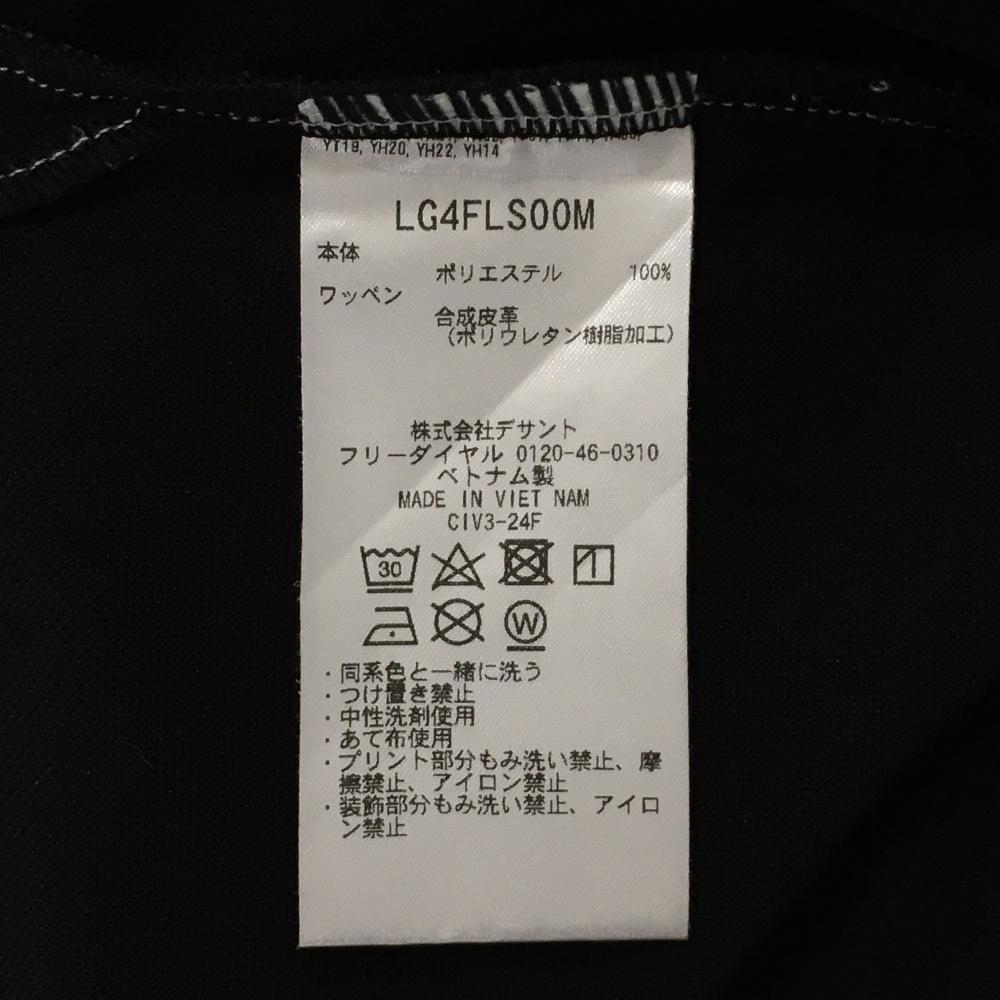 YT19, YH20, YH22, YH14
LG4FLS00M
本体
ポリエステル 100%
ワッペン
合成皮革
(ポリウレタン樹脂加工)
株式会社デサント
フリーダイヤル 0120-46-0310
ベトナム製
MADE IN VIET NAM
CIV3-24F
30
W
・同系色と一緒に洗う
・つけ置き禁止
・中性洗剤使用
・あて布使用
・プリント部分もみ洗い禁止、摩
擦禁止、アイロン禁止
・装飾部分もみ洗い禁止、アイロ
ン禁止